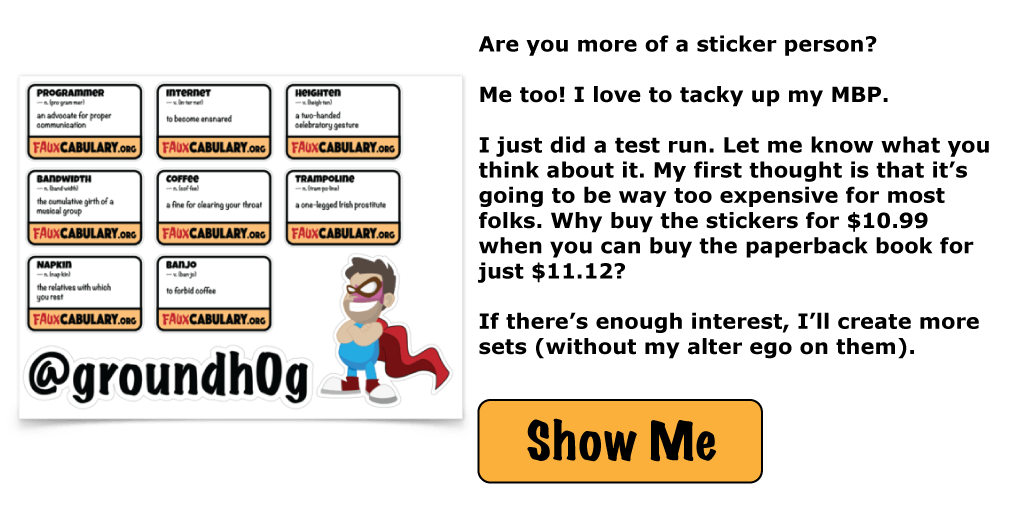 PROGRAMMER
— n. (pro·gram·mer)
an advocate for proper
communication
FAUXCABULARY.ORG
INTERNET
— v. (in·ter·net)
to become ensnared
FAUXCABULARY.ORG
HEIGHTEN
— v. (heigh·ten)
a two-handed
celebratory gesture
FAUXCABULARY.ORG
BANDWIDTH
— n. (band·width)
the cumulative girth of a
musical group
FAUXCABULARY.ORG
COFFEE
— n. (cof·fee)
a fine for clearing your throat
FAUXCABULARY.ORG
TRAMPOLINE
— n. (tram·po·line)
a one-legged Irish prostitute
FAUXCABULARY.ORG
NAPKIN
— n. (nap·kin)
the relatives with which
you rest
FAUXCABULARY.ORG
BANJO
— v. (ban·jo)
to forbid coffee
FAUXCABULARY.ORG
@groundh0g
Are you more of a sticker person?
Me too! I love to tacky up my MBP.
I just did a test run. Let me know what you
think about it. My first thought is that it’s
going to be way too expensive for most
folks. Why buy the stickers for $10.99
when you can buy the paperback book for
just $11.12?
If there’s enough interest, I’ll create more
sets (without my alter ego on them).
Show Me